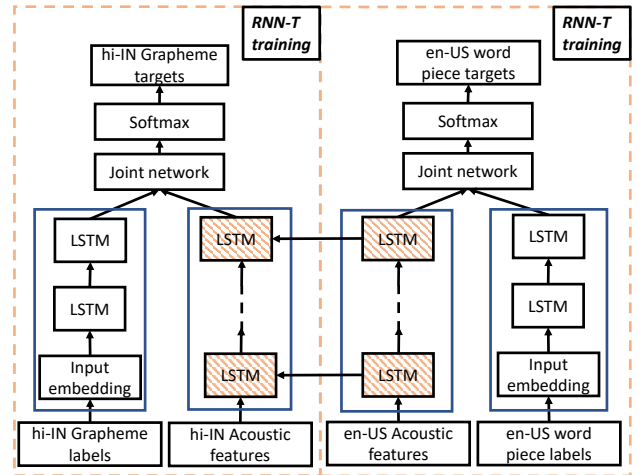 RNN-T
training
hi-IN Grapheme
targets
Softmax
Joint network
LSTM
LSTM
Input
embedding
LSTM
LSTM
hi-IN Grapheme
labels
hi-IN Acoustic
features
RNN-T
training
en-US word
piece targets
Softmax
Joint network
LSTM
LSTM
LSTM
LSTM
Input
embedding
en-US Acoustic
features
en-US word
piece labels